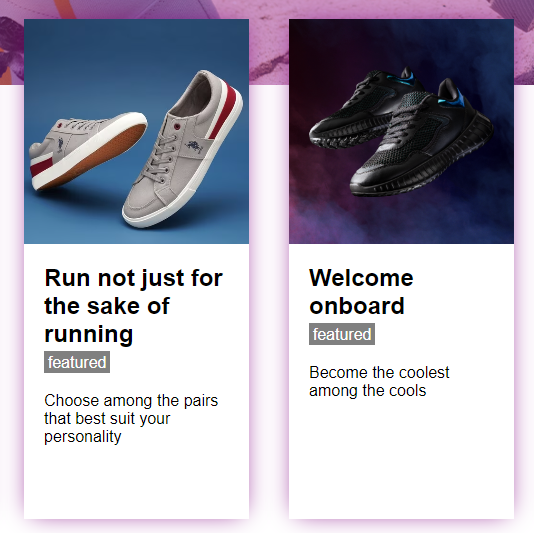 Run not just for
the sake of
running
featured
Choose among the pairs
that best suit your
personality
Welcome
onboard
featured
Become the coolest
among the cools